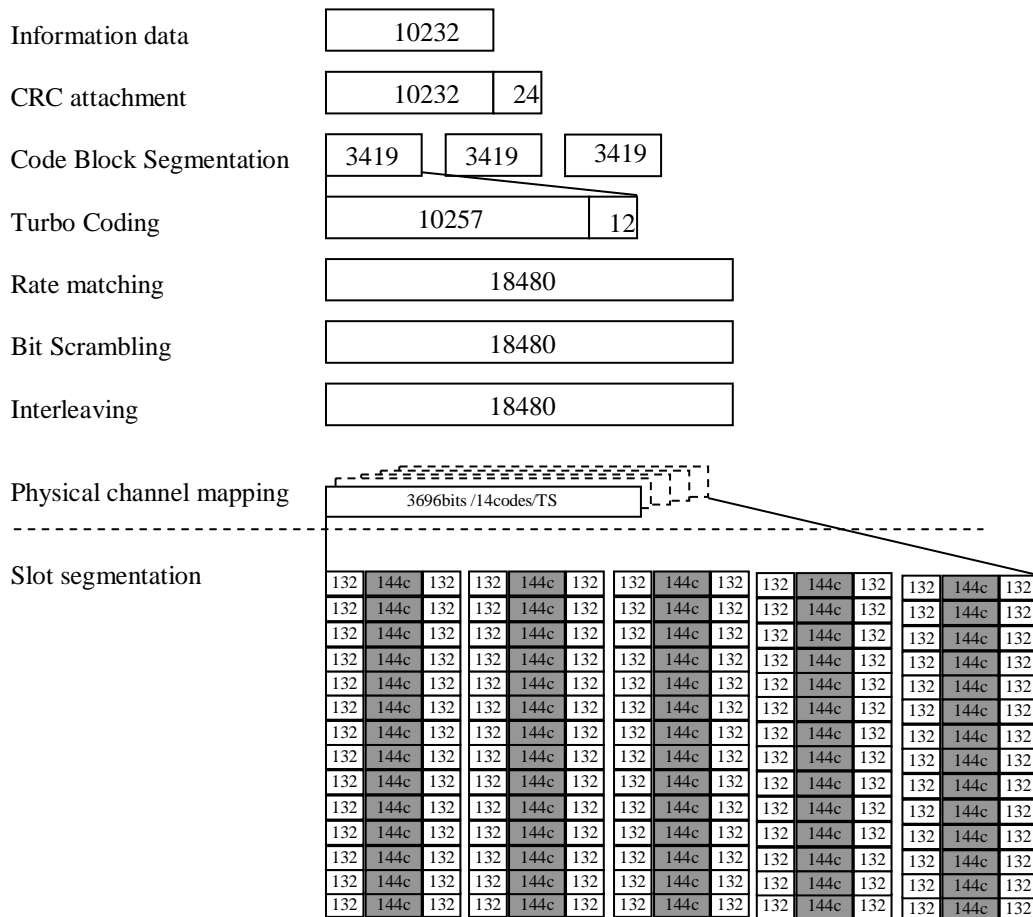 Information data 10232
CRC attachment 10232 24
Code Block Segmentation 3419 3419 3419
Turbo Coding 10257 12
Rate matching 18480
Bit Scrambling 18480
Interleaving 18480
Physical channel mapping 3696bits /14codes/TS
Slot segmentation
132 144c 132 132 144c 132 132 144c 132 132 144c 132 132 144c 132
132 144c 132 132 144c 132 132 144c 132 132 144c 132 132 144c 132
132 144c 132 132 144c 132 132 144c 132 132 144c 132 132 144c 132
132 144c 132 132 144c 132 132 144c 132 132 144c 132 132 144c 132
132 144c 132 132 144c 132 132 144c 132 132 144c 132 132 144c 132
132 144c 132 132 144c 132 132 144c 132 132 144c 132 132 144c 132
132 144c 132 132 144c 132 132 144c 132 132 144c 132 132 144c 132
132 144c 132 132 144c 132 132 144c 132 132 144c 132 132 144c 132
132 144c 132 132 144c 132 132 144c 132 132 144c 132 132 144c 132
132 144c 132 132 144c 132 132 144c 132 132 144c 132 132 144c 132
132 144c 132 132 144c 132 132 144c 132 132 144c 132 132 144c 132
132 144c 132 132 144c 132 132 144c 132 132 144c 132 132 144c 132
132 144c 132 132 144c 132 132 144c 132 132 144c 132 132 144c 132
132 144c 132 132 144c 132 132 144c 132 132 144c 132 132 144c 132